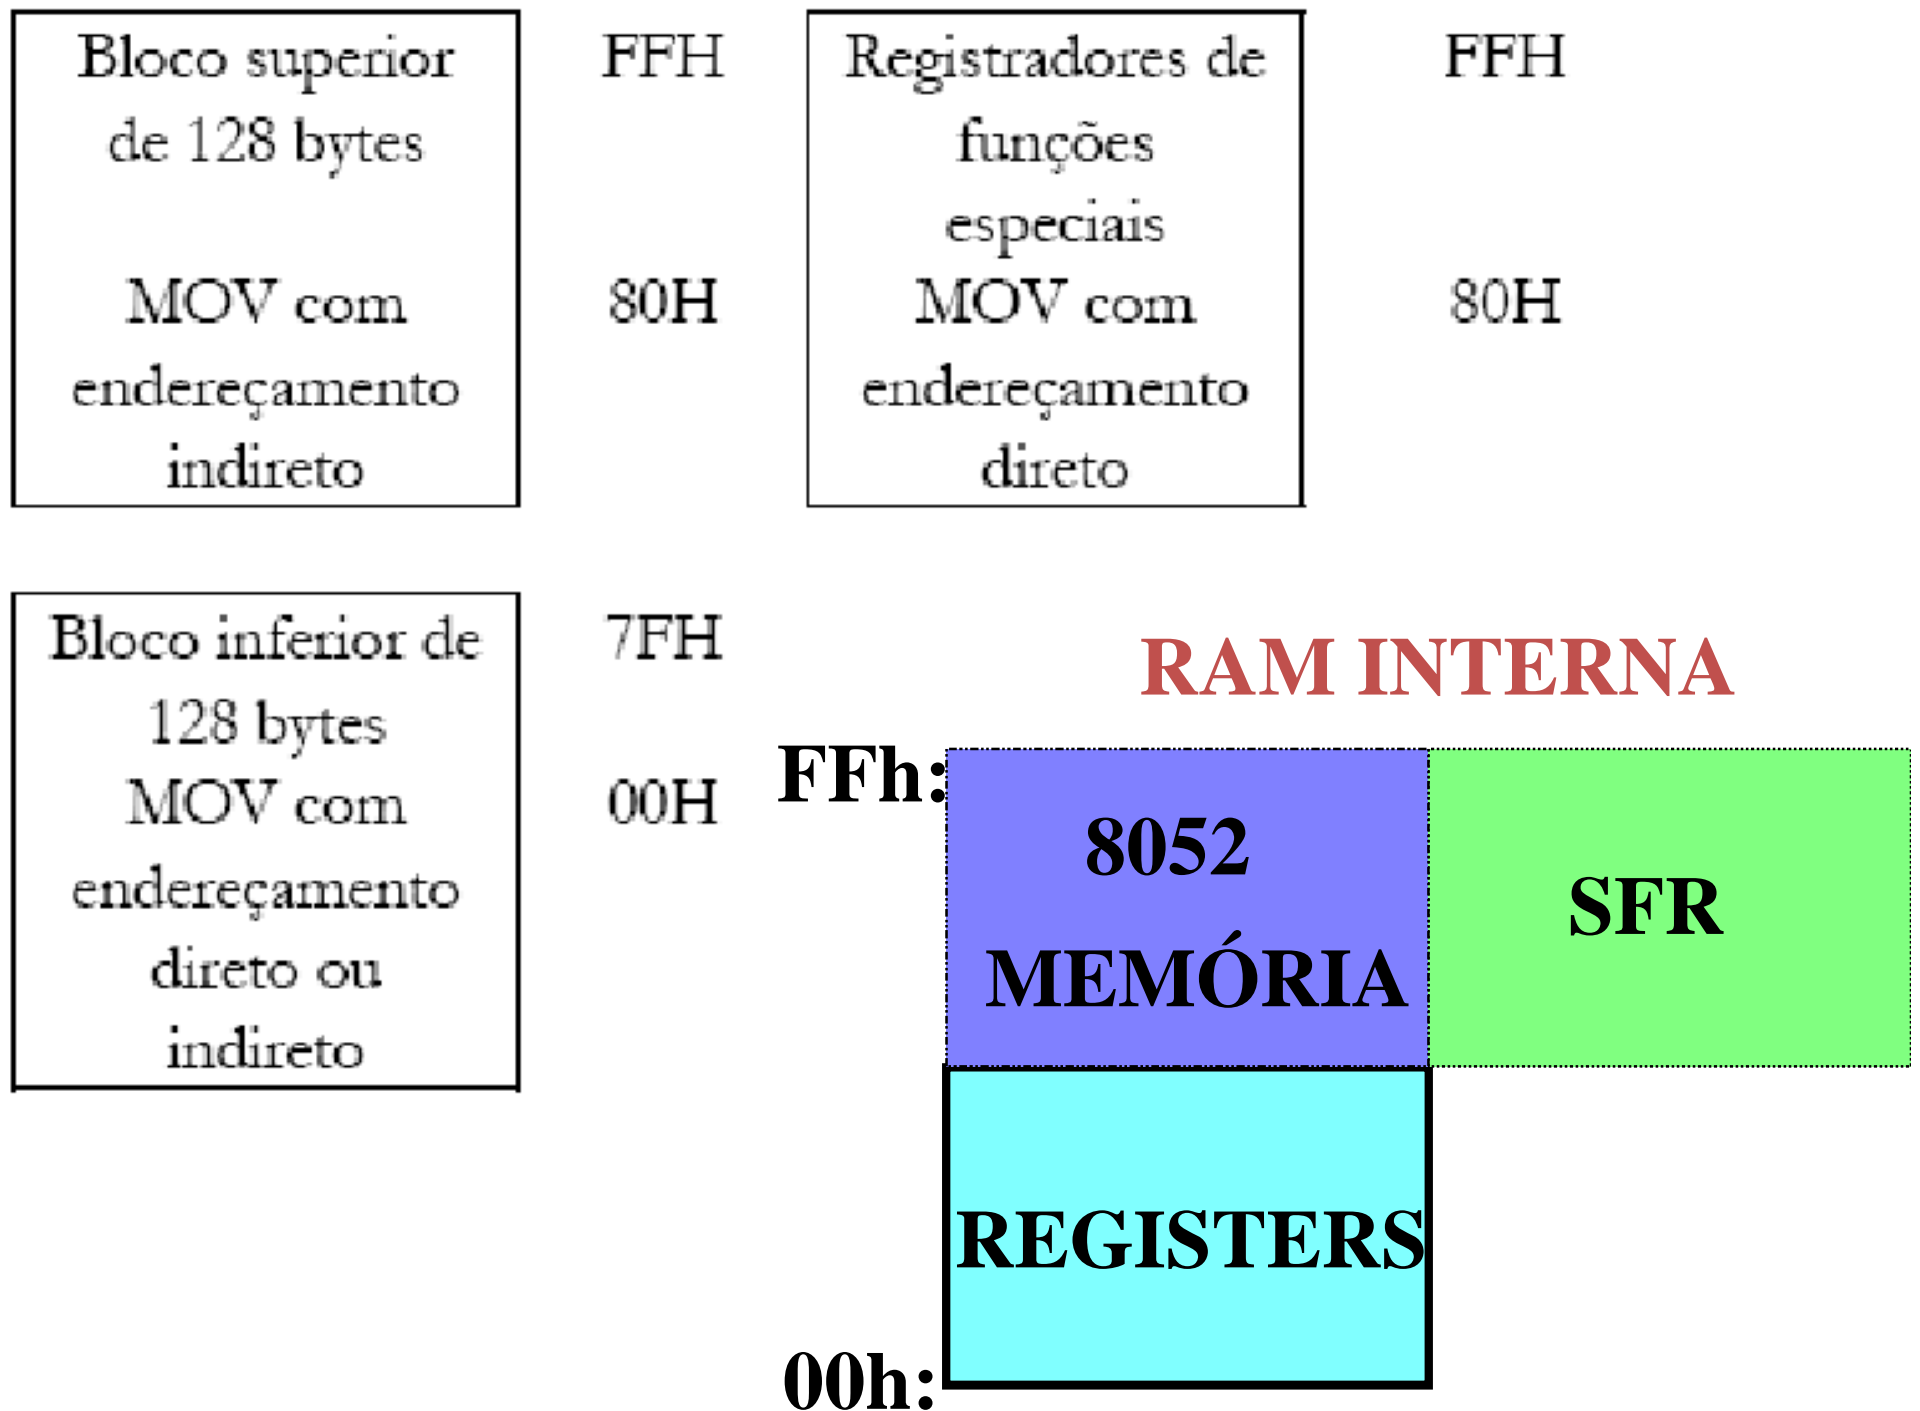 Bloco superior
de 128 bytes
MOV com
endereçamento
indireto
FFH
80H
Registradores de
funções
especiais
MOV com
endereçamento
direto
FFH
80H
Bloco inferior de
128 bytes
MOV com
endereçamento
direto ou
indireto
7FH
00H
RAM INTERNA
FFh:
8052
MEMÓRIA
SFR
REGISTERS
00h: